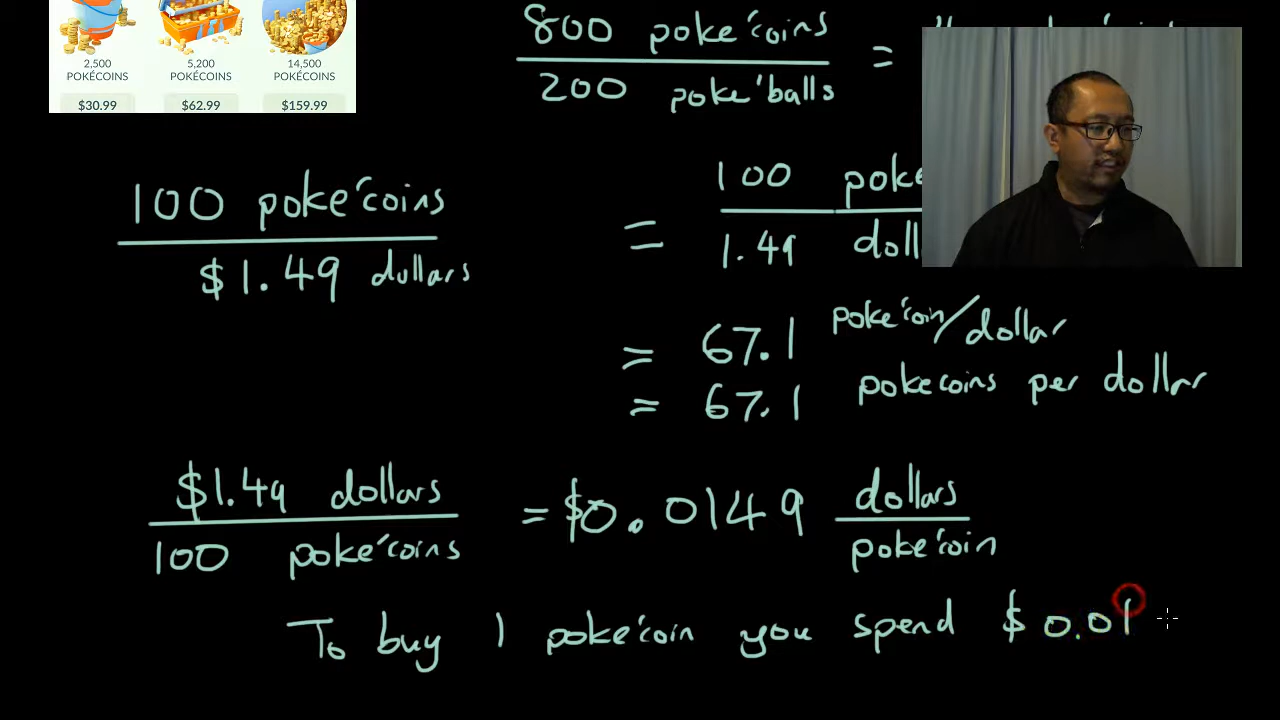 2,500 5,200 14,500
POKÉCOINS POKÉCOINS POKÉCOINS
$30.99 $62.99 $159.99
800 poke'coins
200 poke'balls =
100 poke'coins
$1.49 dollars
= 100 poke
1.49 doll
= 67.1 poke'coin/dollar
= 67.1 pokecoins per dollar
$1.49 dollars
100 poke'coins
= $0.0149 dollars
poke'coin
To buy 1 poke'coin you spend $0.01